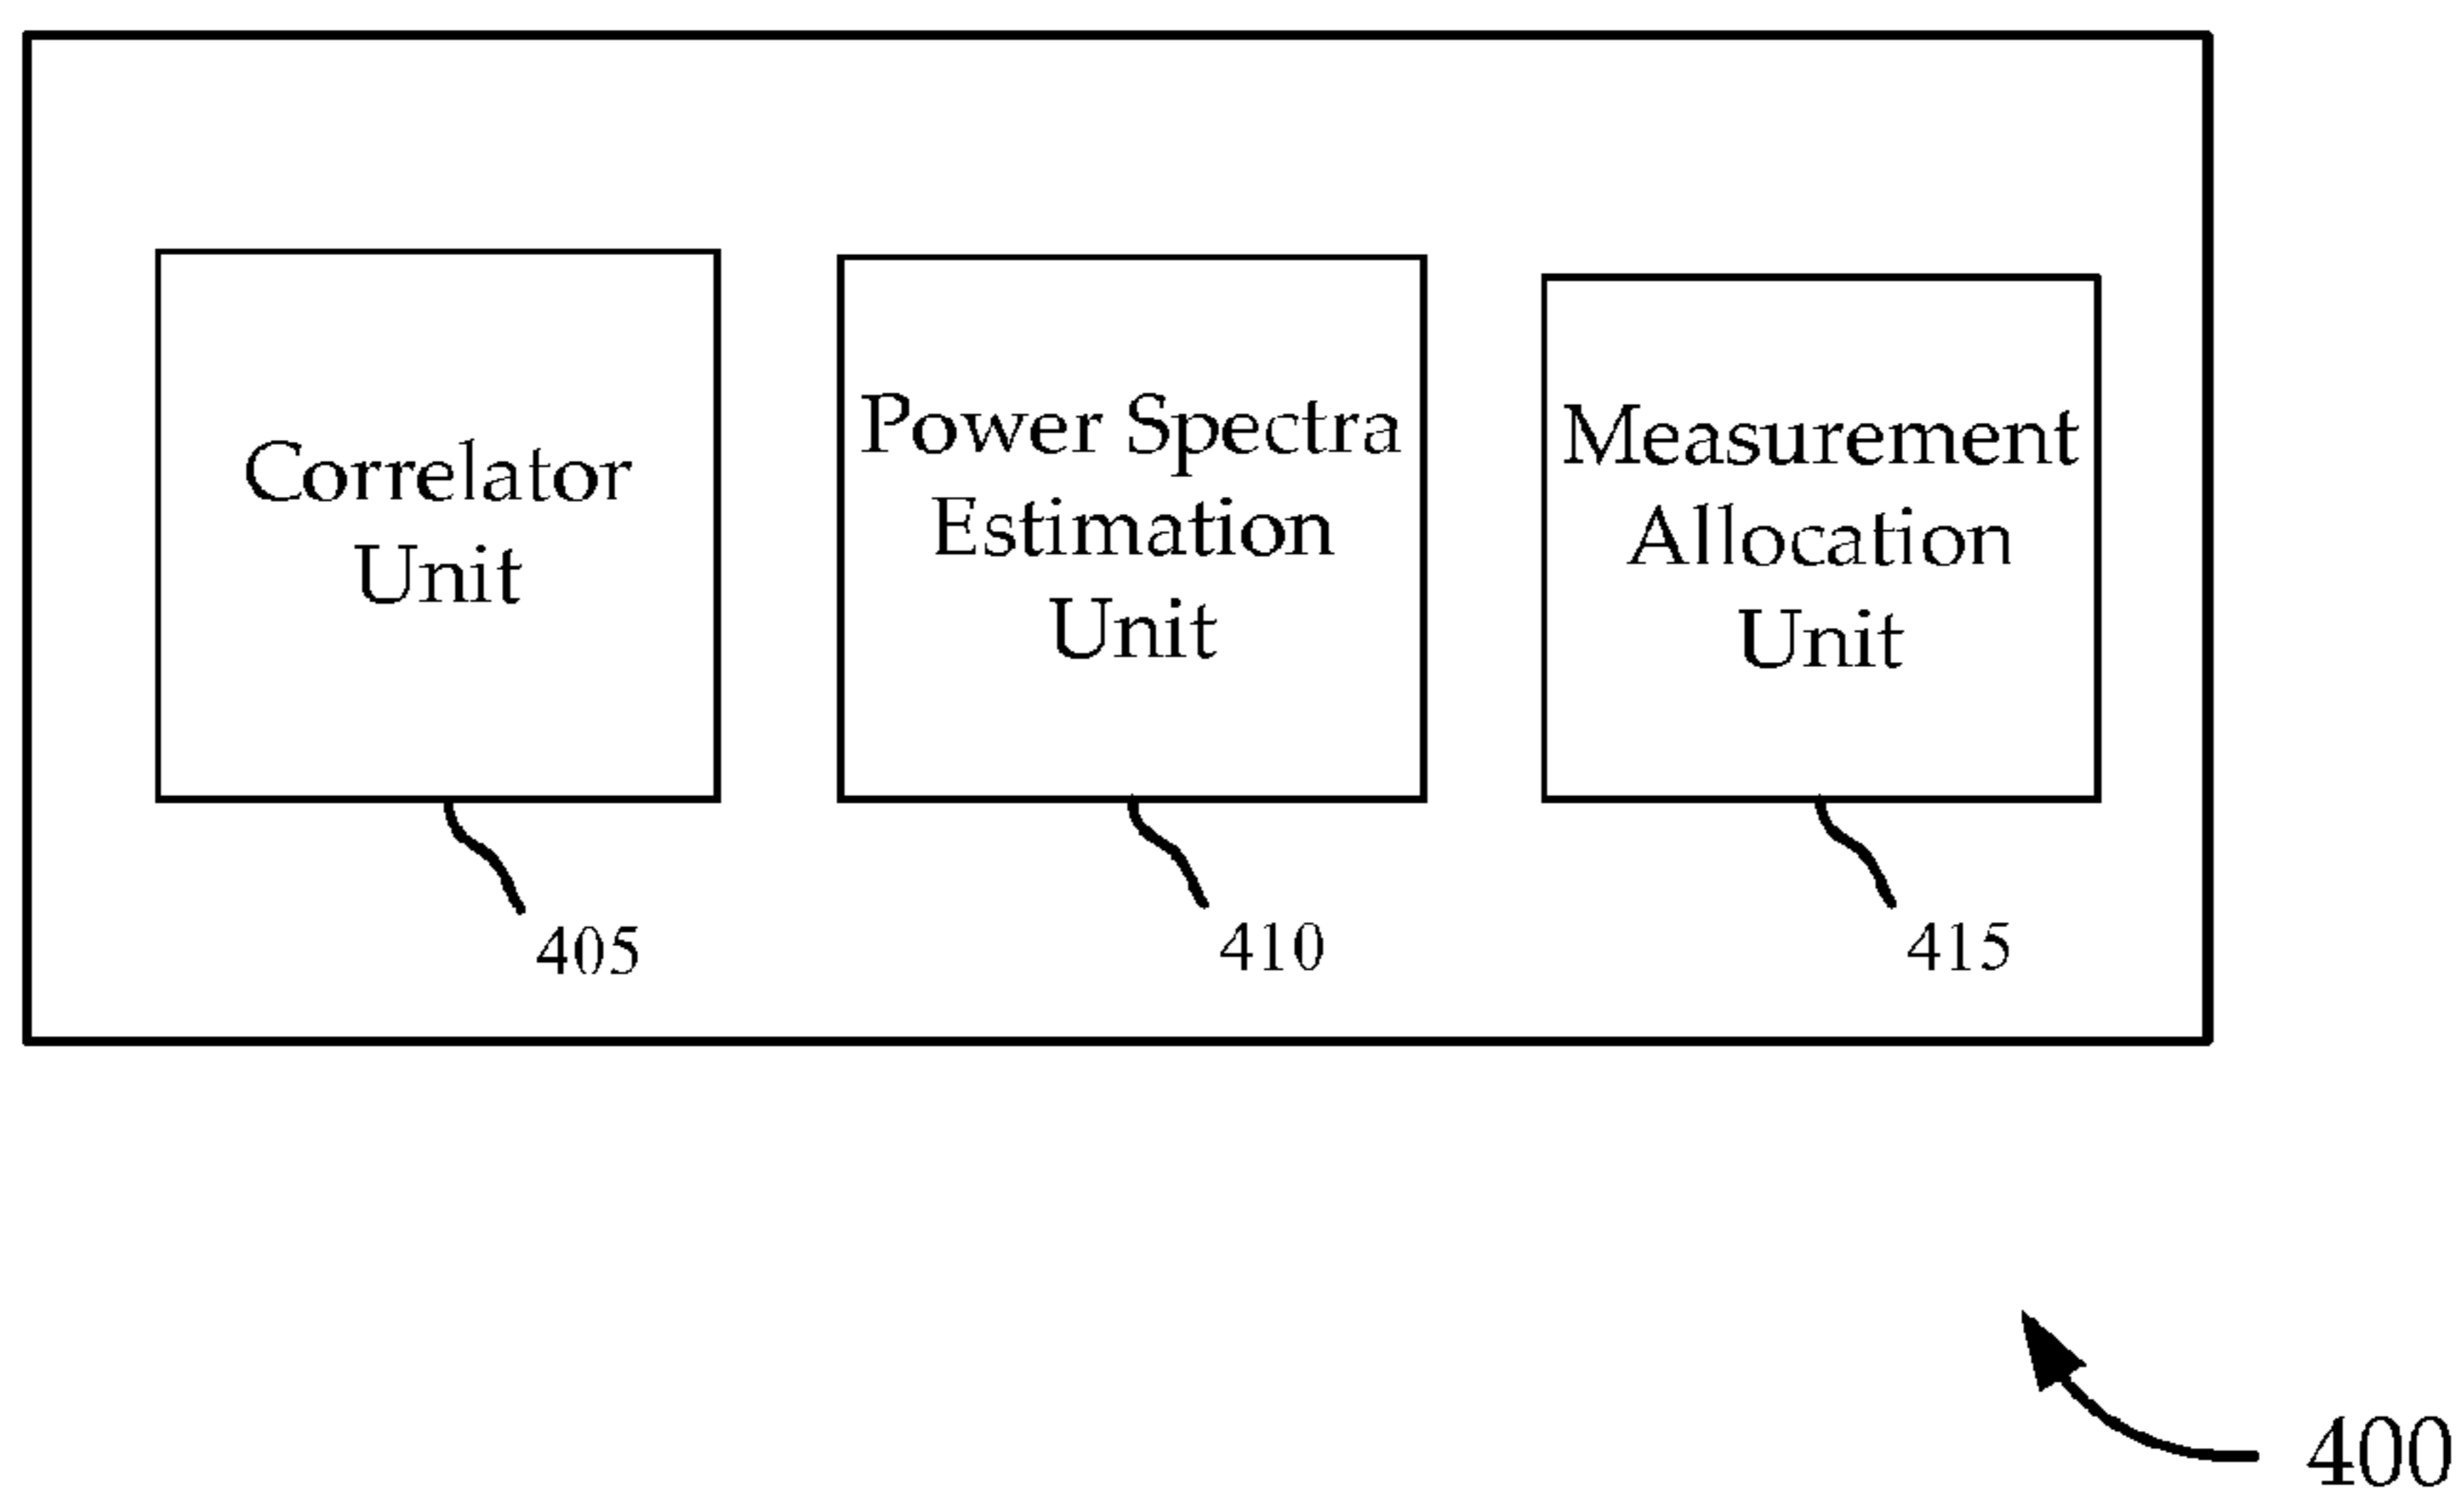 Correlator
Unit
Power Spectra
Estimation
Unit
Measurement
Allocation
Unit
405
410
415
400